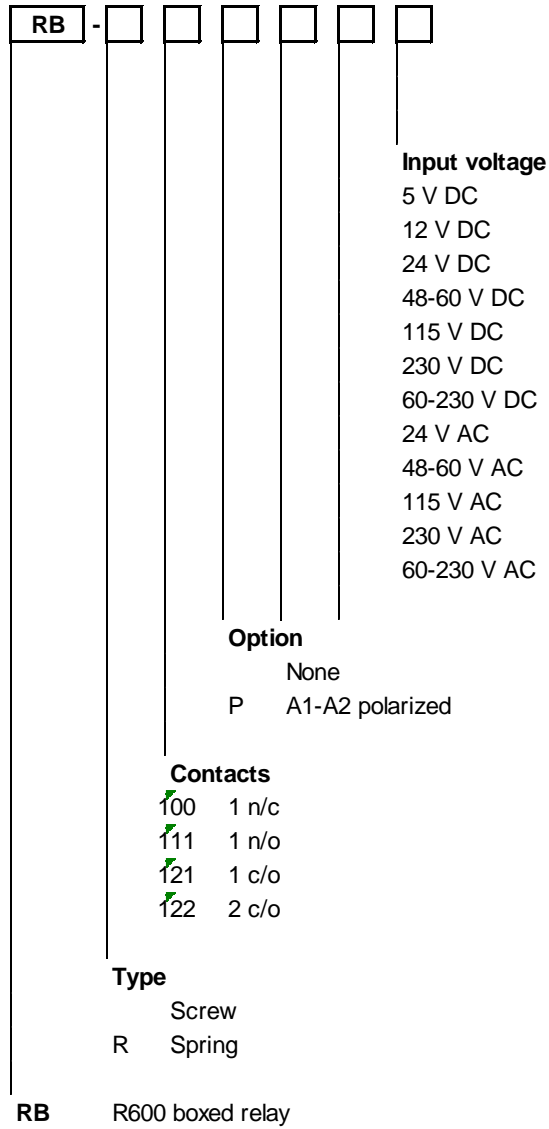 RB -
Input voltage
5 V DC
12 V DC
24 V DC
48-60 V DC
115 V DC
230 V DC
60-230 V DC
24 V AC
48-60 V AC
115 V AC
230 V AC
60-230 V AC
Option
None
P A1-A2 polarized
Contacts
100 1 n/c
111 1 n/o
121 1 c/o
122 2 c/o
Type
Screw
R Spring
RB R600 boxed relay